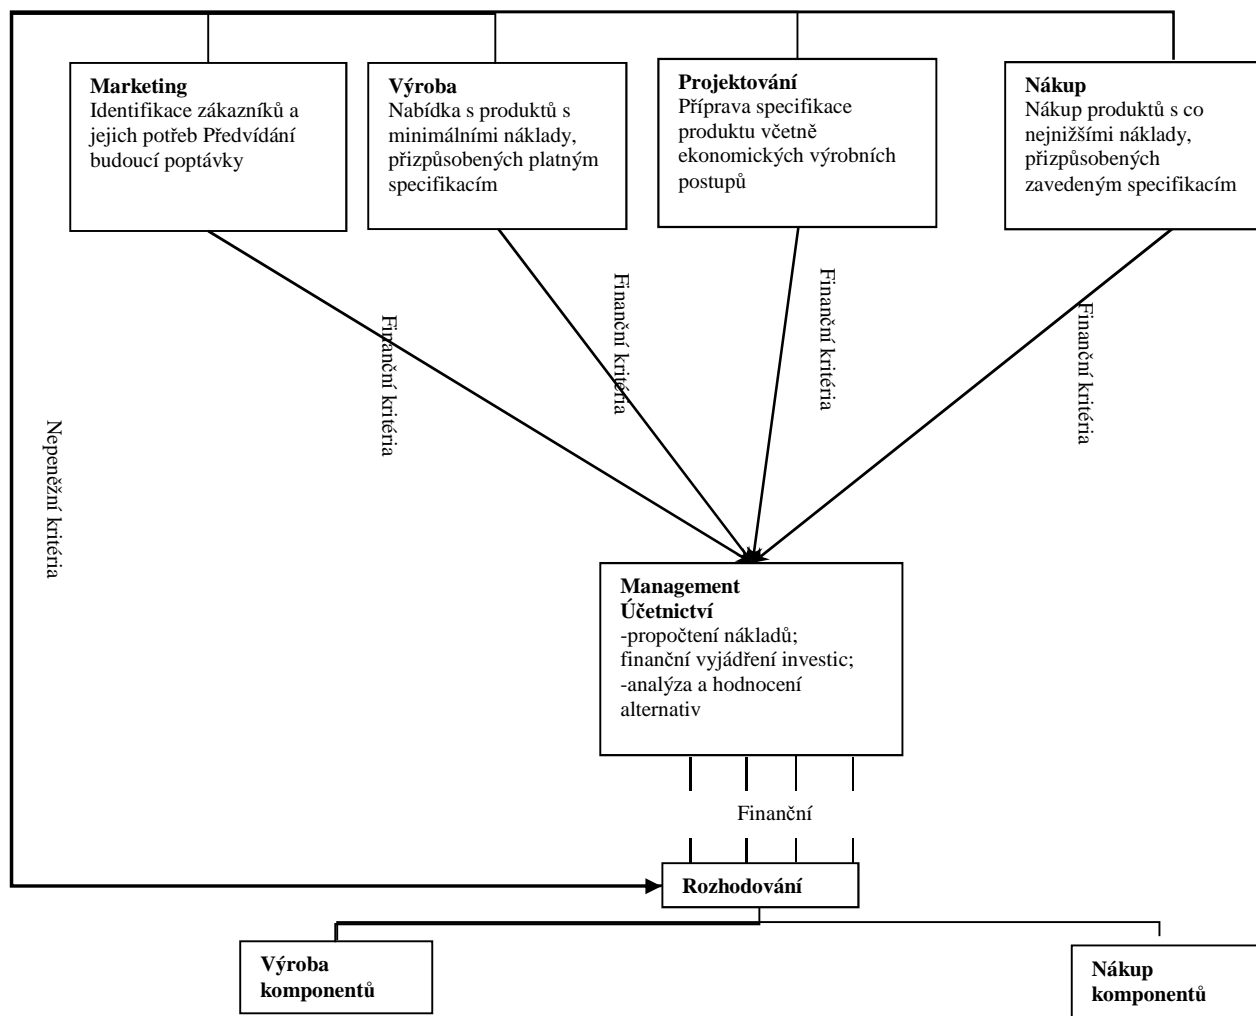 Marketing
Identifikace zákazníků a
jejich potřeb Předvídání
budoucí poptávky
Výroba
Nabídka s produktů s
minimálními náklady,
přizpůsobených platným
specifikacím
Projektování
Příprava specifikace
produktu včetně
ekonomických výrobních
postupů
Nákup
Nákup produktů s co
nejnižšími náklady,
přizpůsobených
zavedeným specifikacím
Nepeněžní kritéria
Finanční kritéria
Finanční kritéria
Finanční kritéria
Finanční kritéria
Management
Účetnictví
-propočtení nákladů;
finanční vyjádření investic;
-analýza a hodnocení
alternativ
Finanční
Rozhodování
Výroba
komponentů
Nákup
komponentů